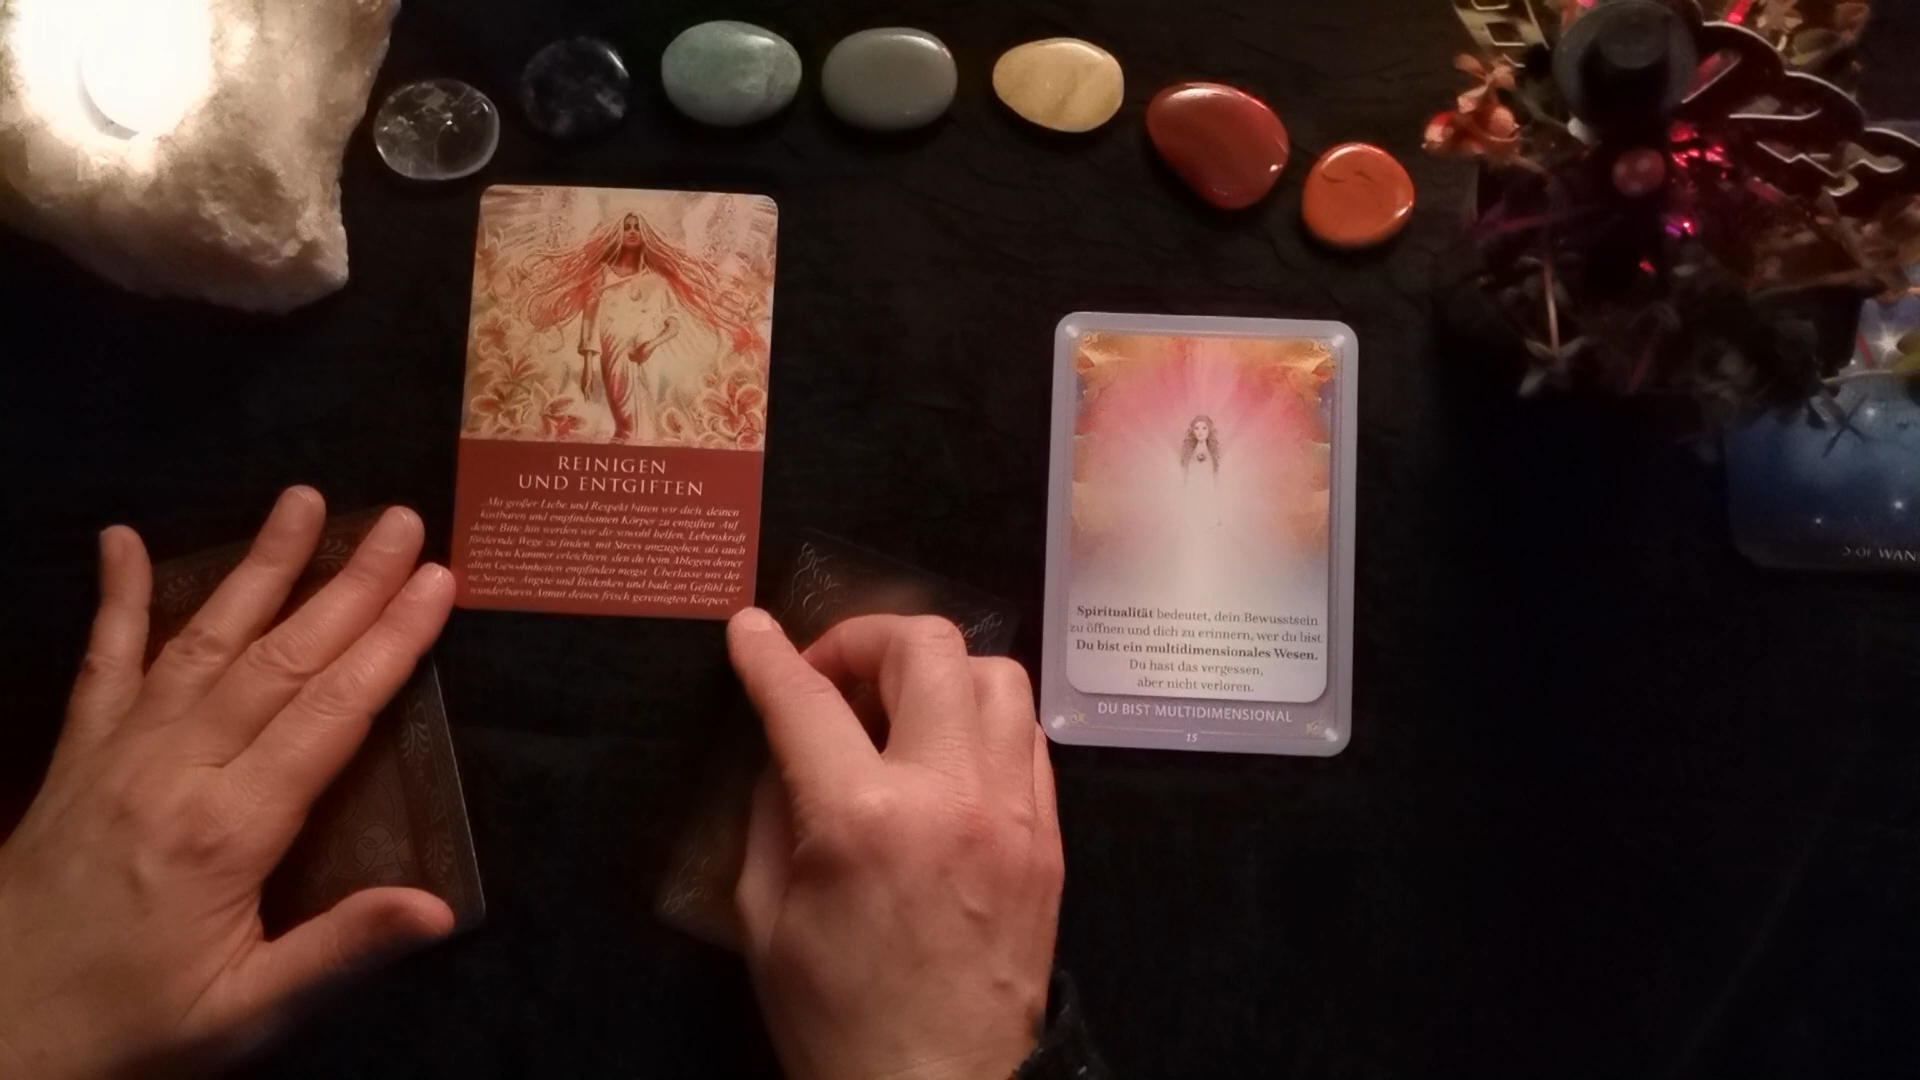 REINIGEN
UND ENTGIFTEN
„Mit großer Liebe und Respekt bitten wir dich, deinen
kostbaren und empfindsamen Körper zu entgiften. Auf
deine Bitte hin werden wir dir sowohl helfen, Lebenskraft
fördernde Wege zu finden, mit Stress umzugehen, als auch
jeglichen Kummer erleichtern, den du beim Ablegen deiner
alten Gewohnheiten empfinden magst. Überlasse uns dei-
ne Sorgen, Ängste und Bedenken und bade im Gefühl der
wunderbaren Anmut deines frisch gereinigten Körpers.“
Spiritualität bedeutet, dein Bewusstsein
zu öffnen und dich zu erinnern, wer du bist.
Du bist ein multidimensionales Wesen.
Du hast das vergessen,
aber nicht verloren.
DU BIST MULTIDIMENSIONAL
15
OF WAN